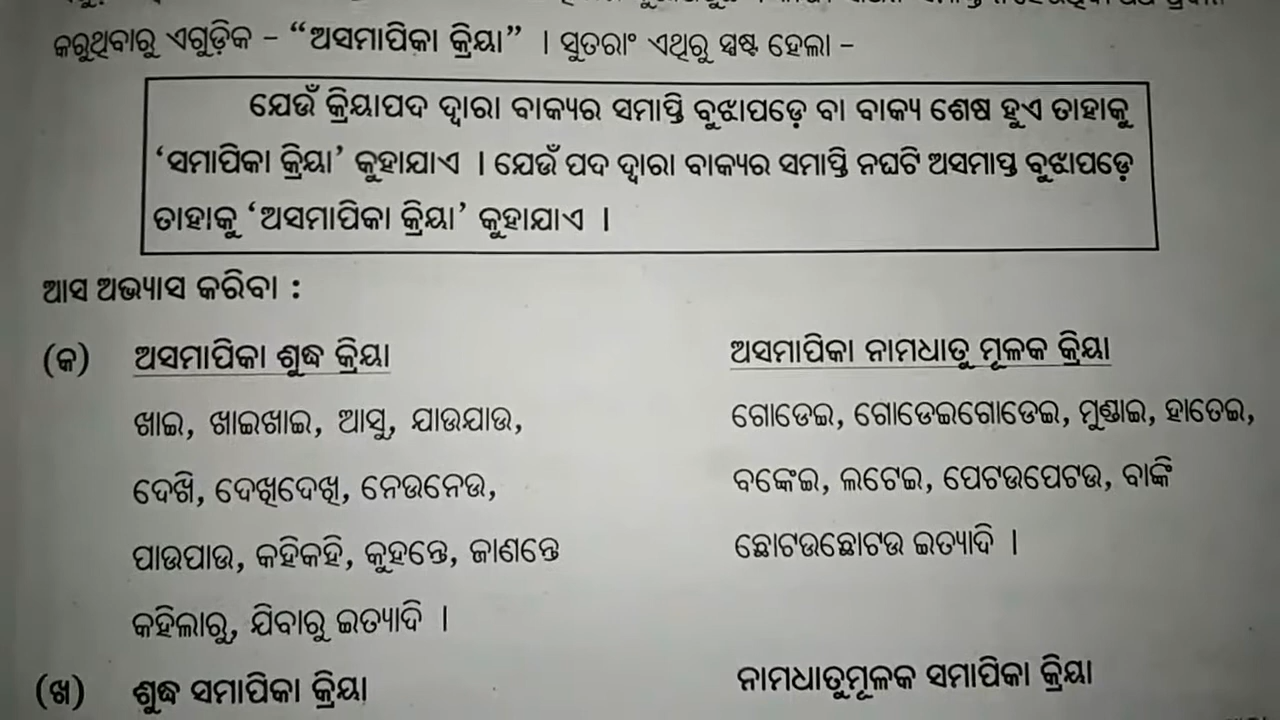 କରୁଥିବାରୁ ଏଗୁଡ଼ିକ – “ଅସମାପିକା କ୍ରିୟା” । ସୁତରାଂ ଏଥିରୁ ସ୍ପଷ୍ଟ ହେଲା –
ଯେଉଁ କ୍ରିୟାପଦ ଦ୍ୱାରା ବାକ୍ୟର ସମାପ୍ତି ବୁଝାପଡ଼େ ବା ବାକ୍ୟ ଶେଷ ହୁଏ ତାହାକୁ
‘ସମାପିକା କ୍ରିୟା’ କୁହାଯାଏ । ଯେଉଁ ପଦ ଦ୍ୱାରା ବାକ୍ୟର ସମାପ୍ତି ନଘଟି ଅସମାପ୍ତ ବୁଝାପଡ଼େ
ତାହାକୁ ‘ଅସମାପିକା କ୍ରିୟା’ କୁହାଯାଏ ।
ଆସ ଅଭ୍ୟାସ କରିବା :
(କ) ଅସମାପିକା ଶୁଦ୍ଧ କ୍ରିୟା
ଖାଇ, ଖାଇଖାଇ, ଆସୁ, ଯାଉଯାଉ,
ଦେଖି, ଦେଖିଦେଖି, ନେଉନେଉ,
ପାଉପାଉ, କହିକହି, କୁହନ୍ତେ, ଜାଣନ୍ତେ
କହିଲାରୁ, ଯିବାରୁ ଇତ୍ୟାଦି ।
ଅସମାପିକା ନାମଧାତୁ ମୂଳକ କ୍ରିୟା
ଗୋଡେଇ, ଗୋଡେଇଗୋଡେଇ, ମୁଣ୍ଡାଇ, ହାତେଇ,
ବଙ୍କେଇ, ଲଟେଇ, ପେଟଉପେଟଉ, ବାଙ୍କି
ଛୋଟଉଛୋଟଉ ଇତ୍ୟାଦି ।
(ଖ) ଶୁଦ୍ଧ ସମାପିକା କ୍ରିୟା
ନାମଧାତୁମୂଳକ ସମାପିକା କ୍ରିୟା